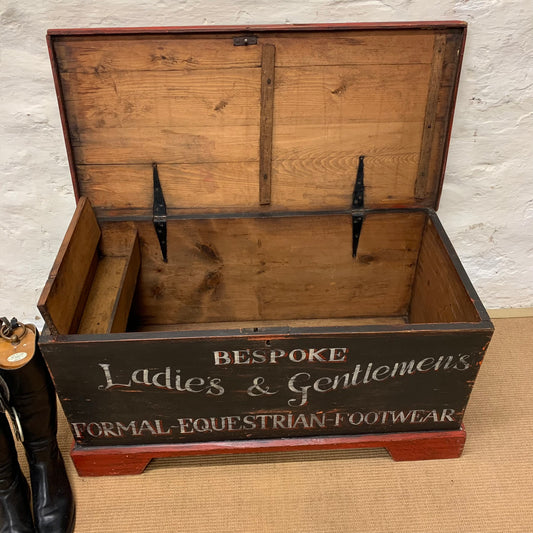 BESPOKE
Ladies & Gentlemen's
FORMAL-EQUESTRIAN-FOOTWEAR